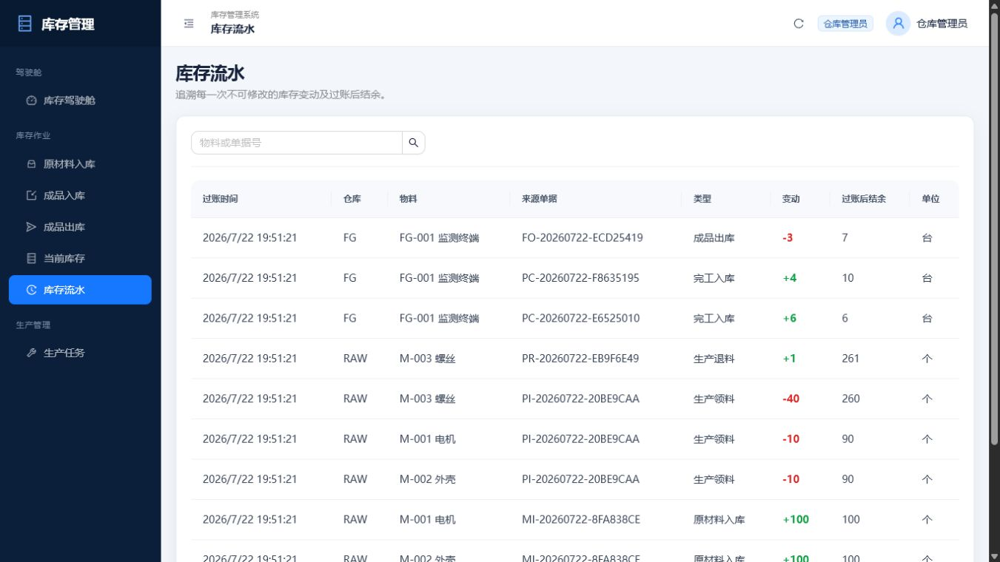 库存管理
驾驶舱
库存驾驶舱
库存作业
原材料入库
成品入库
成品出库
当前库存
库存流水
生产管理
生产任务
库存管理系统
库存流水
仓库管理员
仓库管理员
库存流水
追溯每一次不可修改的库存变动及过账后结余。
物料或单据号
过账时间 仓库 物料 来源单据 类型 变动 过账后结余 单位
2026/7/22 19:51:21 FG FG-001 监测终端 FO-20260722-ECD25419 成品出库 -3 7 台
2026/7/22 19:51:21 FG FG-001 监测终端 PC-20260722-F8635195 完工入库 +4 10 台
2026/7/22 19:51:21 FG FG-001 监测终端 PC-20260722-E6525010 完工入库 +6 6 台
2026/7/22 19:51:21 RAW M-003 螺丝 PR-20260722-EB9F6E49 生产退料 +1 261 个
2026/7/22 19:51:21 RAW M-003 螺丝 PI-20260722-20BE9CAA 生产领料 -40 260 个
2026/7/22 19:51:21 RAW M-001 电机 PI-20260722-20BE9CAA 生产领料 -10 90 个
2026/7/22 19:51:21 RAW M-002 外壳 PI-20260722-20BE9CAA 生产领料 -10 90 个
2026/7/22 19:51:21 RAW M-001 电机 MI-20260722-8FA838CE 原材料入库 +100 100 个
2026/7/22 19:51:21 RAW M-002 外壳 MI-20260722-8FA838CE 原材料入库 +100 100 个